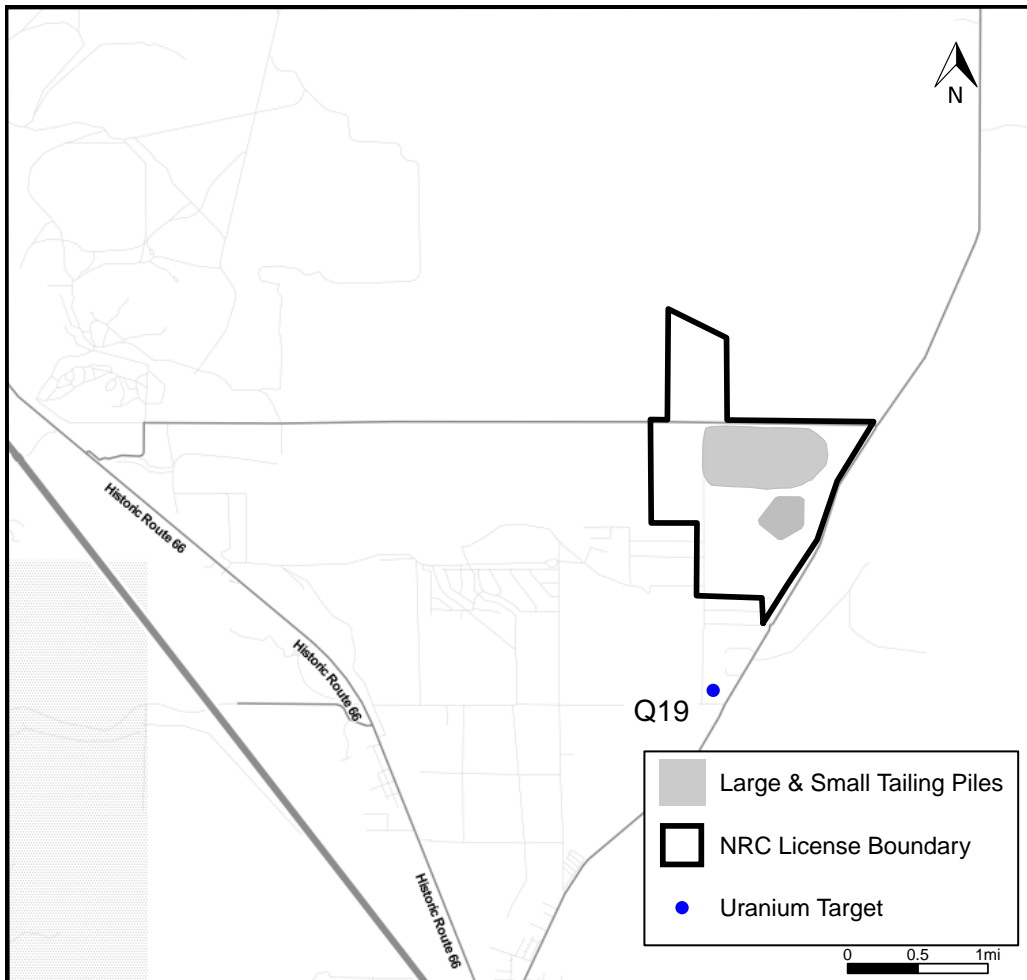 N
Historic Route 66
Historic Route 66
Q19
Large & Small Tailing Piles
NRC License Boundary
Uranium Target
Historic Route 66
0 0.5 1mi